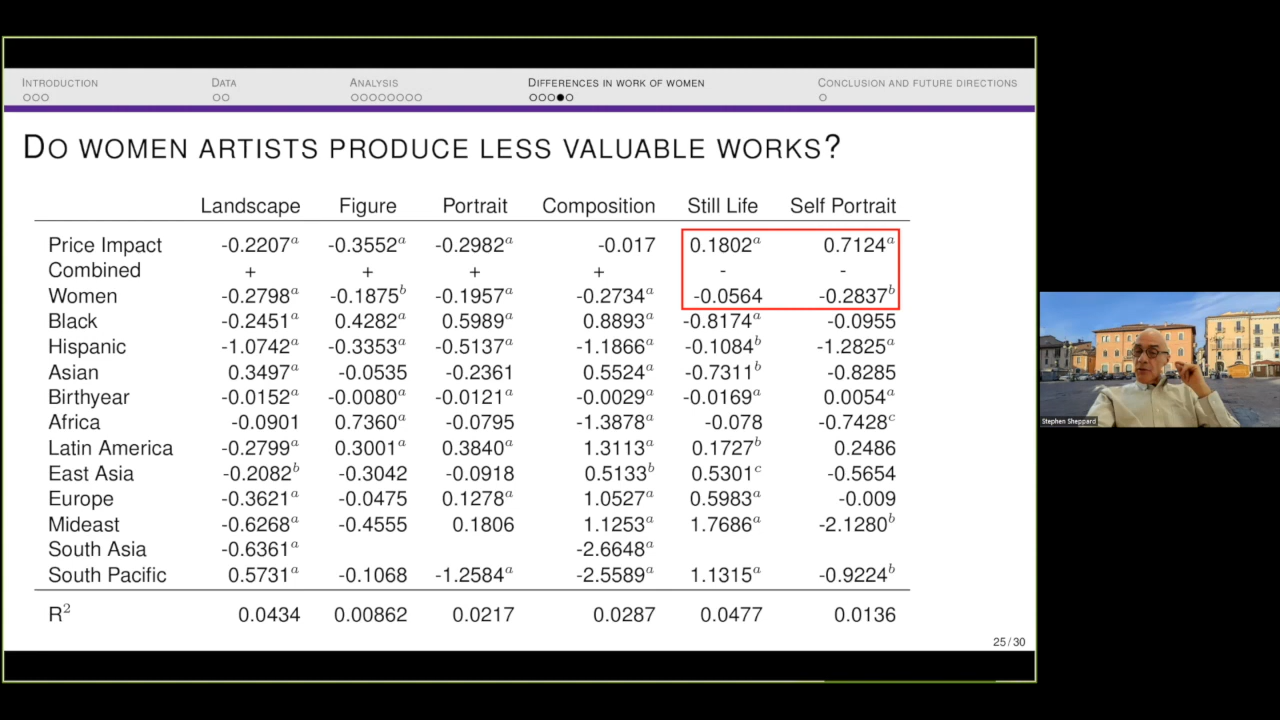 INTRODUCTION DATA ANALYSIS DIFFERENCES IN WORK OF WOMEN CONCLUSION AND FUTURE DIRECTIONS
DO WOMEN ARTISTS PRODUCE LESS VALUABLE WORKS?
Landscape Figure Portrait Composition Still Life Self Portrait
Price Impact -0.2207a -0.3552a -0.2982a -0.017 0.1802a 0.7124a
Combined + + + + - -
Women -0.2798a -0.1875b -0.1957a -0.2734a -0.0564 -0.2837b
Black -0.2451a 0.4282a 0.5989a 0.8893a -0.8174a -0.0955
Hispanic -1.0742a -0.3353a -0.5137a -1.1866a -0.1084b -1.2825a
Asian 0.3497a -0.0535 -0.2361 0.5524a -0.7311b -0.8285
Birthyear -0.0152a -0.0080a -0.0121a -0.0029a -0.0169a 0.0054a
Africa -0.0901 0.7360a -0.0795 -1.3878a -0.078 -0.7428c
Latin America -0.2799a 0.3001a 0.3840a 1.3113a 0.1727b 0.2486
East Asia -0.2082b -0.3042 -0.0918 0.5133b 0.5301c -0.5654
Europe -0.3621a -0.0475 0.1278a 1.0527a 0.5983a -0.009
Mideast -0.6268a -0.4555 0.1806 1.1253a 1.7686a -2.1280b
South Asia -0.6361a -2.6648a
South Pacific 0.5731a -0.1068 -1.2584a -2.5589a 1.1315a -0.9224b
R2 0.0434 0.00862 0.0217 0.0287 0.0477 0.0136
25/30
Stephen Sheppard